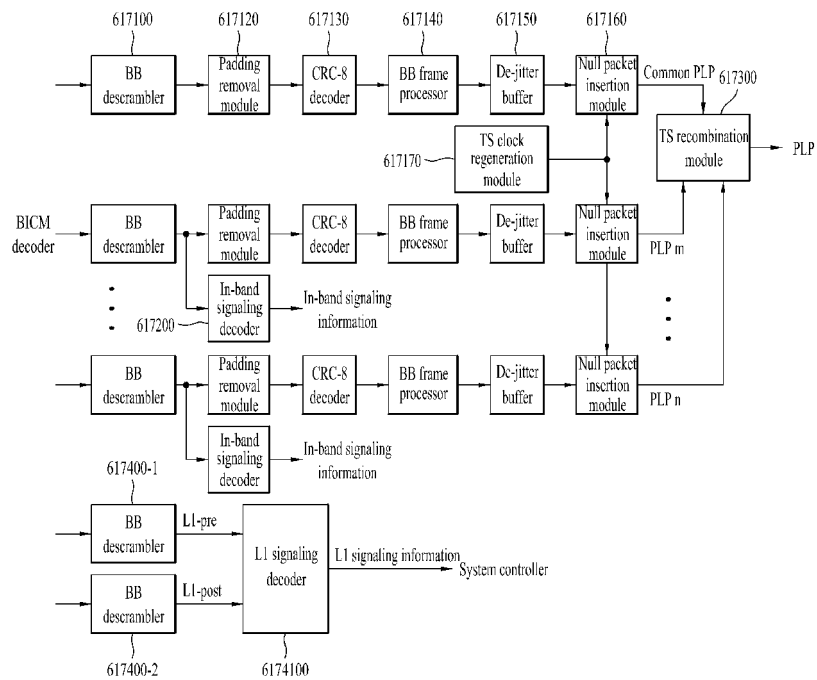 617100
617120
617130
617140
617150
617160
BB
descrambler
Padding
removal
module
CRC-8
decoder
BB frame
processor
De-jitter
buffer
Null packet
insertion
module
Common PLP
617300
TS recombination
module
PLP
617170
TS clock
regeneration
module
BICM
decoder
BB
descrambler
Padding
removal
module
CRC-8
decoder
BB frame
processor
De-jitter
buffer
Null packet
insertion
module
PLP m
617200
In-band
signaling
decoder
In-band signaling
information
BB
descrambler
Padding
removal
module
CRC-8
decoder
BB frame
processor
De-jitter
buffer
Null packet
insertion
module
PLP n
In-band
signaling
decoder
In-band signaling
information
617400-1
BB
descrambler
L1-pre
L1 signaling
decoder
L1 signaling information
System controller
BB
descrambler
L1-post
617400-2
6174100